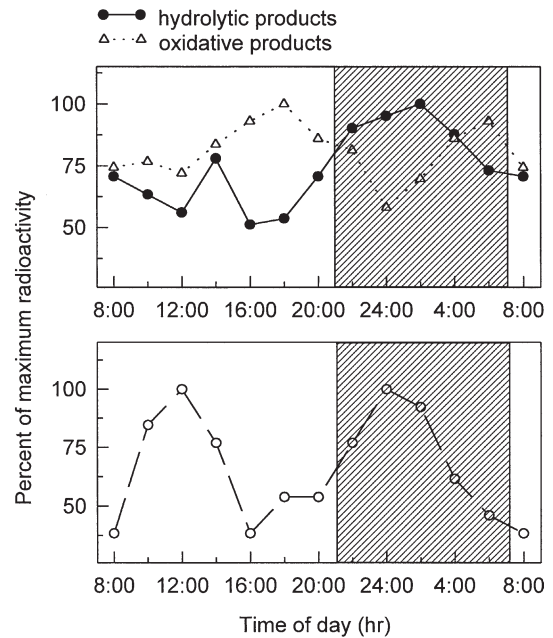 hydrolytic products
oxidative products
100
75
50
8:00 12:00 16:00 20:00 24:00 4:00 8:00
Percent of maximum radioactivity
100
75
50
8:00 12:00 16:00 20:00 24:00 4:00 8:00
Time of day (hr)